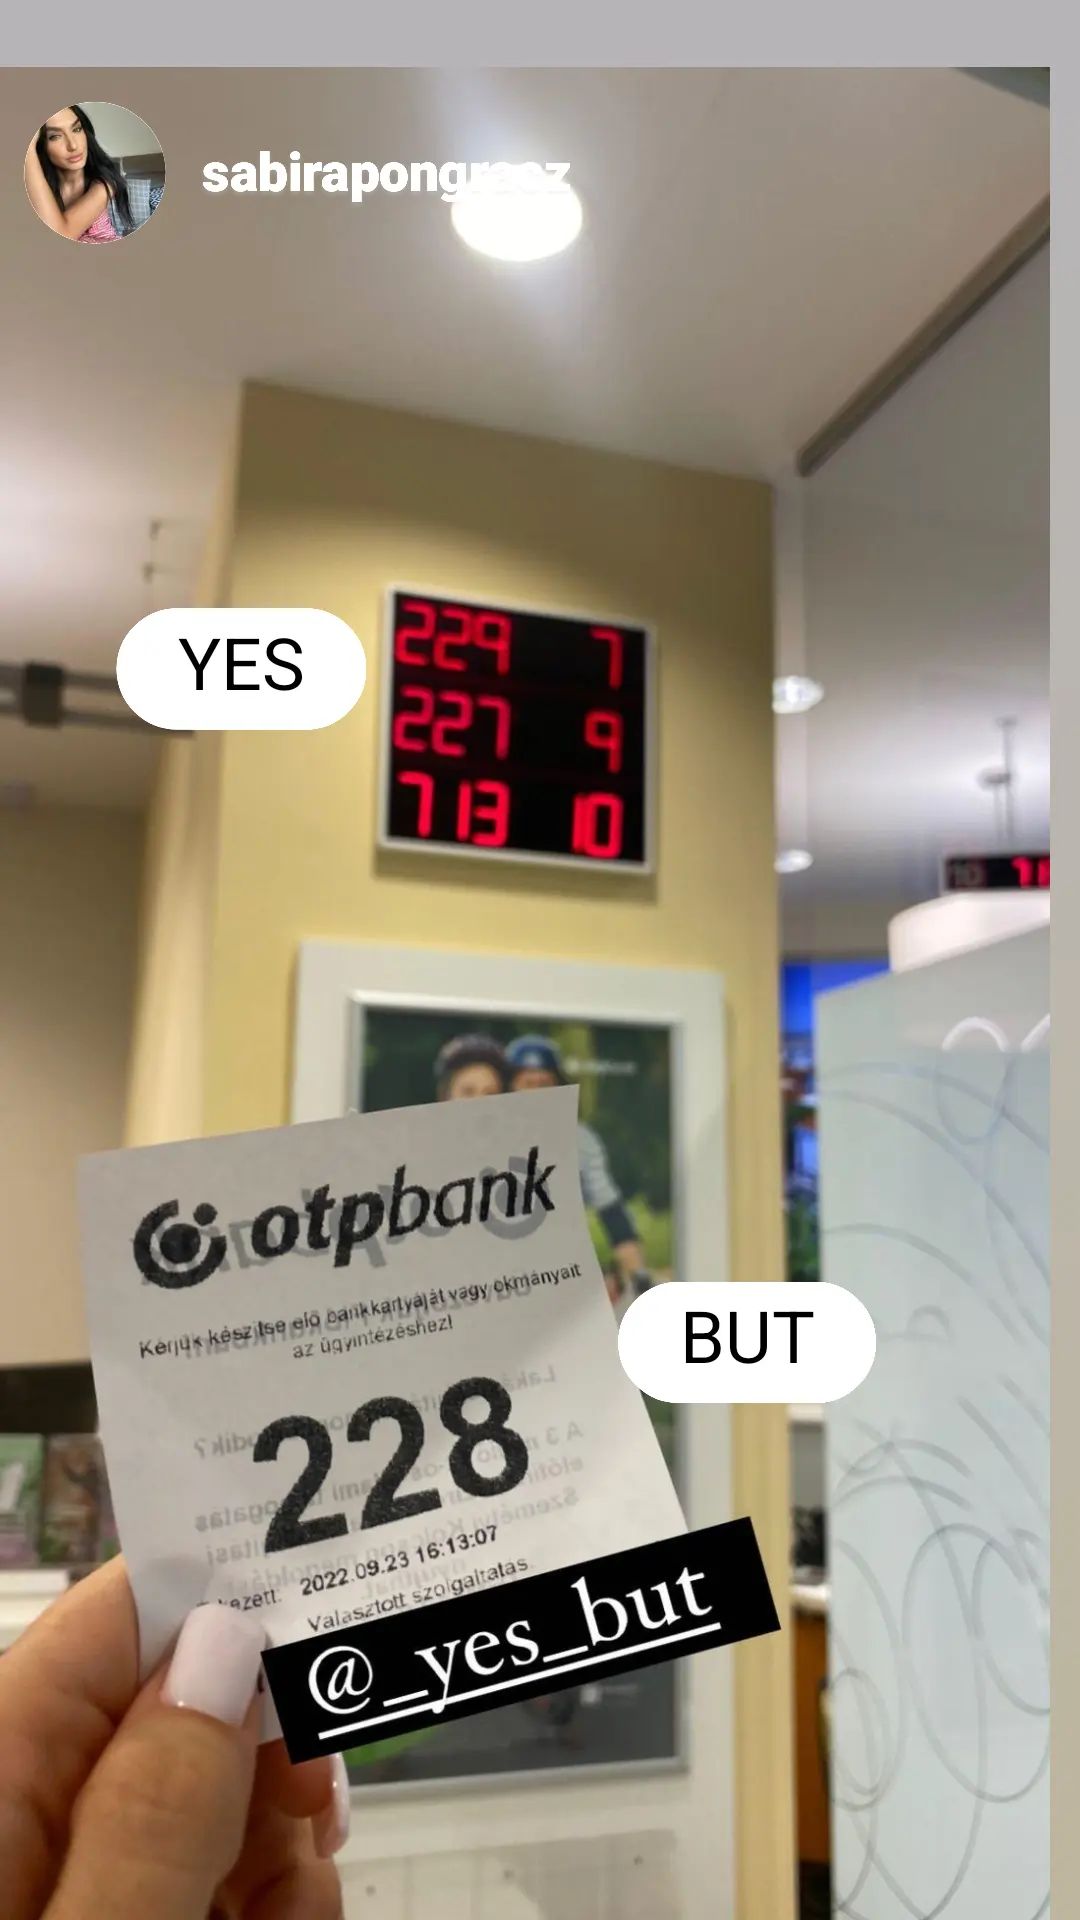 sabirapongracz
YES
229 7
227 9
713 10
otpbank
Kérjük készítse elő bankkártyáját vagy okmányait
az ügyintézéshez!
BUT
228
2022.09.23 16:13:07
Választott szolgáltatás
@_yes_but